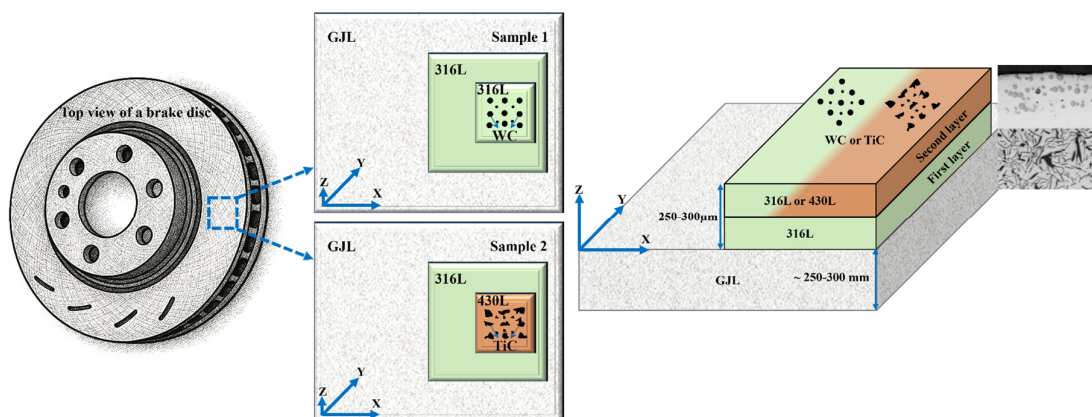 Top view of a brake disc
GJL
Sample 1
316L
316L
WC
Y
Z
X
GJL
Sample 2
316L
430L
TiC
Y
Z
X
WC or TiC
Second layer
First layer
316L or 430L
316L
250-300μm
Z
Y
X
GJL
~ 250-300 mm